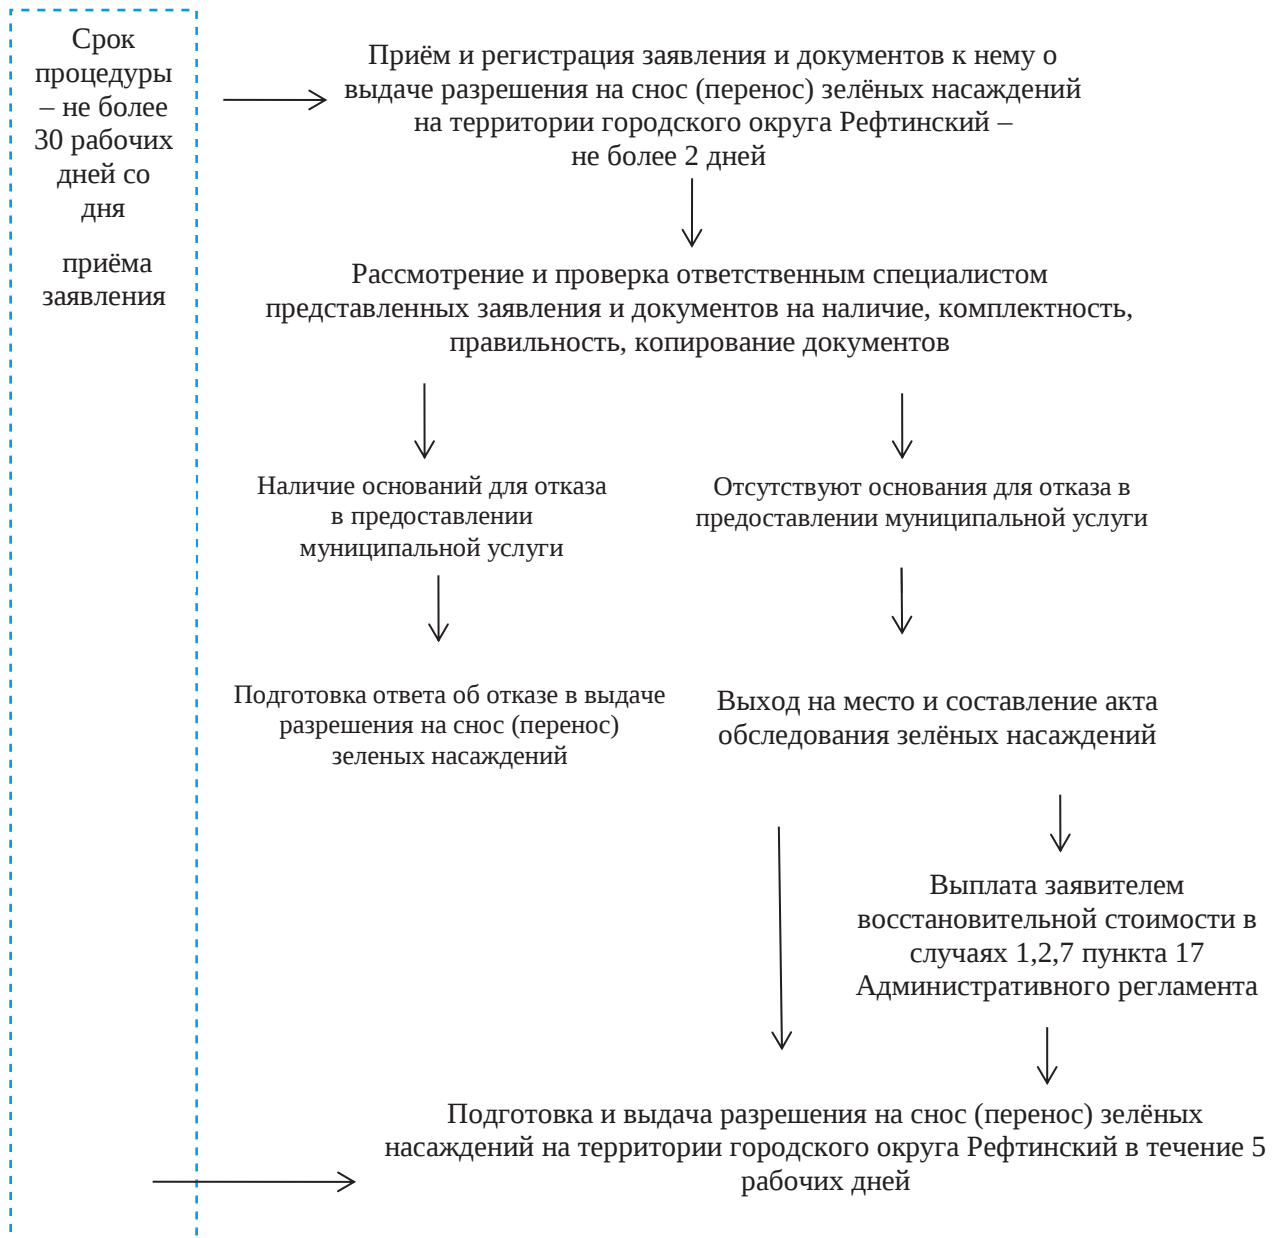 Срок
процедуры
– не более
30 рабочих
дней со
дня
приёма
заявления
Приём и регистрация заявления и документов к нему о
выдаче разрешения на снос (перенос) зелёных насаждений
на территории городского округа Рефтинский –
не более 2 дней
Рассмотрение и проверка ответственным специалистом
представленных заявления и документов на наличие, комплектность,
правильность, копирование документов
Наличие оснований для отказа
в предоставлении
муниципальной услуги
Отсутствуют основания для отказа в
предоставлении муниципальной услуги
Подготовка ответа об отказе в выдаче
разрешения на снос (перенос)
зеленых насаждений
Выход на место и составление акта
обследования зелёных насаждений
Выплата заявителем
восстановительной стоимости в
случаях 1,2,7 пункта 17
Административного регламента
Подготовка и выдача разрешения на снос (перенос) зелёных
насаждений на территории городского округа Рефтинский в течение 5
рабочих дней